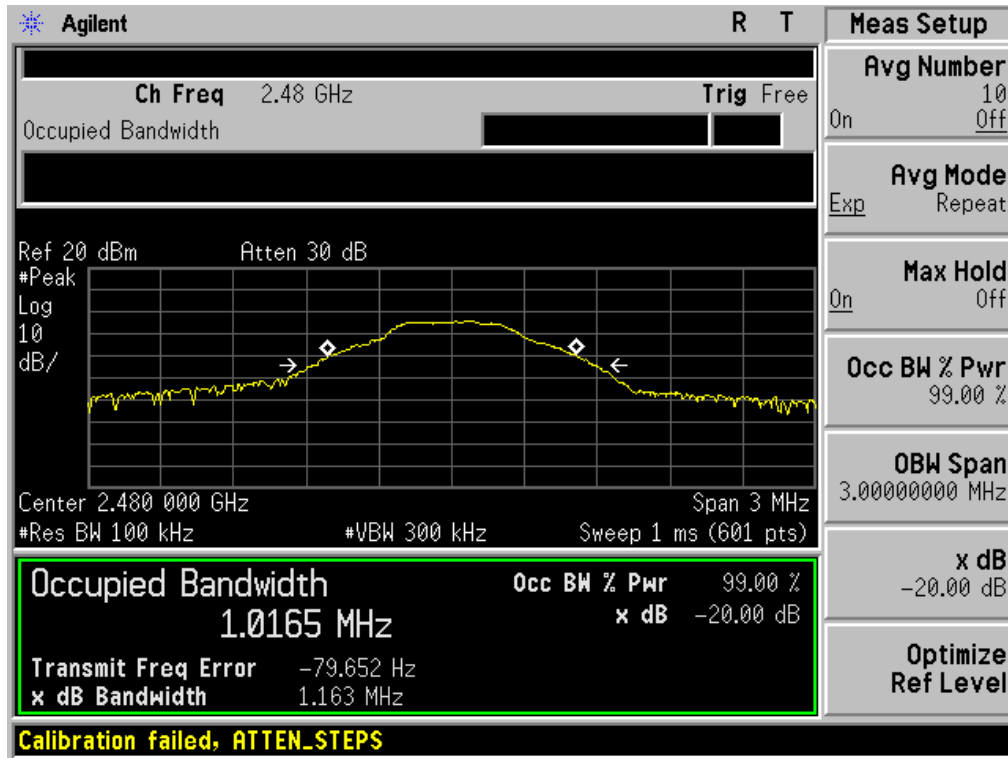 Agilent R T
Ch Freq 2.48 GHz Trig Free
Occupied Bandwidth
Ref 20 dBm Atten 30 dB
#Peak
Log
10
dB/
Center 2.480 000 GHz Span 3 MHz
#Res BW 100 kHz #VBW 300 kHz Sweep 1 ms (601 pts)
Occupied Bandwidth
1.0165 MHz
Occ BW % Pwr 99.00 %
x dB -20.00 dB
Transmit Freq Error -79.652 Hz
x dB Bandwidth 1.163 MHz
Calibration failed, ATTEN_STEPS
Meas Setup
Avg Number
10
On Off
Avg Mode
Exp Repeat
Max Hold
On Off
Occ BW % Pwr
99.00 %
OBW Span
3.00000000 MHz
x dB
-20.00 dB
Optimize
Ref Level